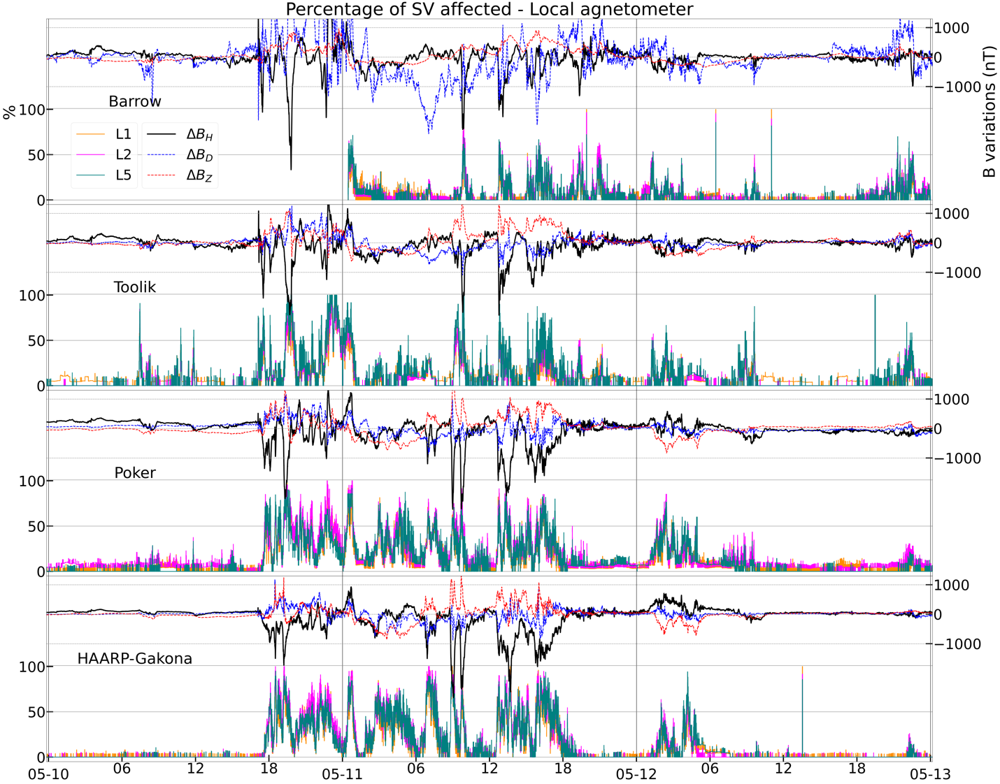 Percentage of SV affected - Local agnetometer
%
B variations (nT)
1000
0
−1000
Barrow
100
50
0
L1 ΔB_H
L2 ΔB_D
L5 ΔB_Z
1000
0
−1000
Toolik
100
50
0
1000
0
−1000
Poker
100
50
0
1000
0
−1000
HAARP-Gakona
100
50
0
05-10 06 12 18 05-11 06 12 18 05-12 06 12 18 05-13